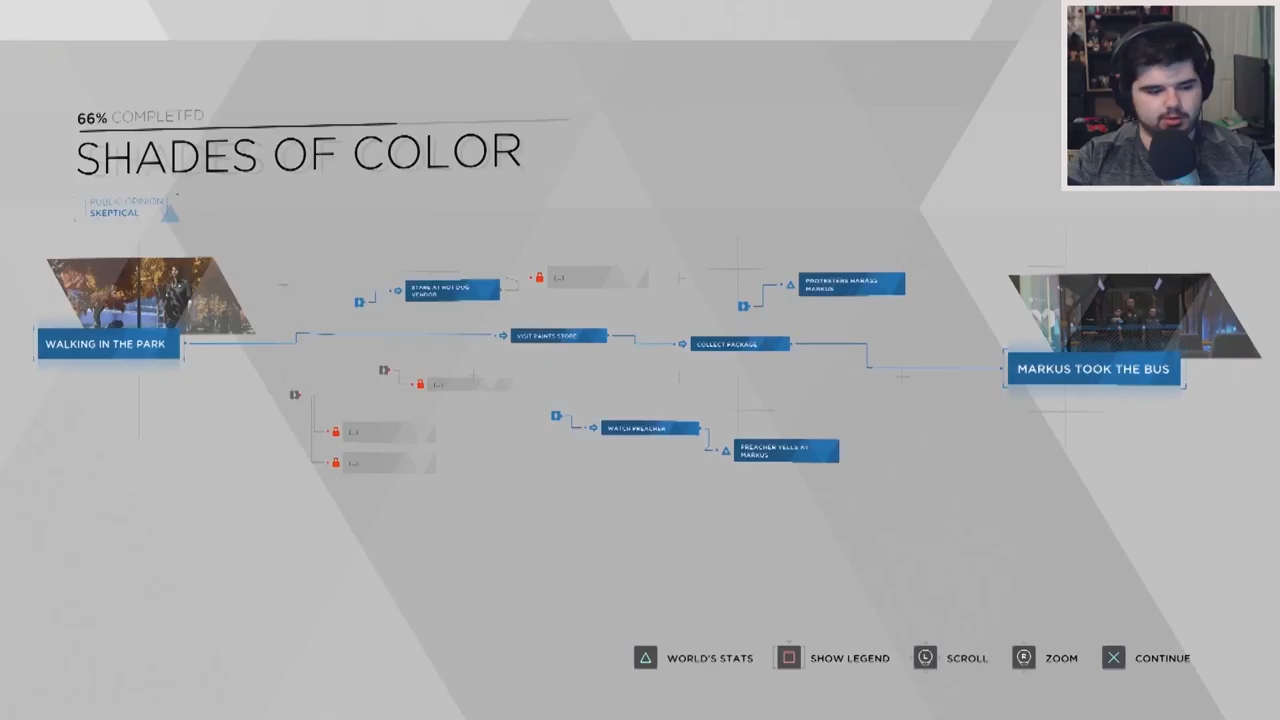 66% COMPLETED
SHADES OF COLOR
PUBLIC OPINION
SKEPTICAL
STARE AT HOT DOG
VENDOR
(...)
PROTESTERS HARASS
MARKUS
WALKING IN THE PARK
VISIT PAINTS STORE
COLLECT PACKAGE
MARKUS TOOK THE BUS
(...)
(...)
WATCH PREACHER
PREACHER YELLS AT
MARKUS
(...)
WORLD'S STATS
SHOW LEGEND
L
SCROLL
R
ZOOM
CONTINUE